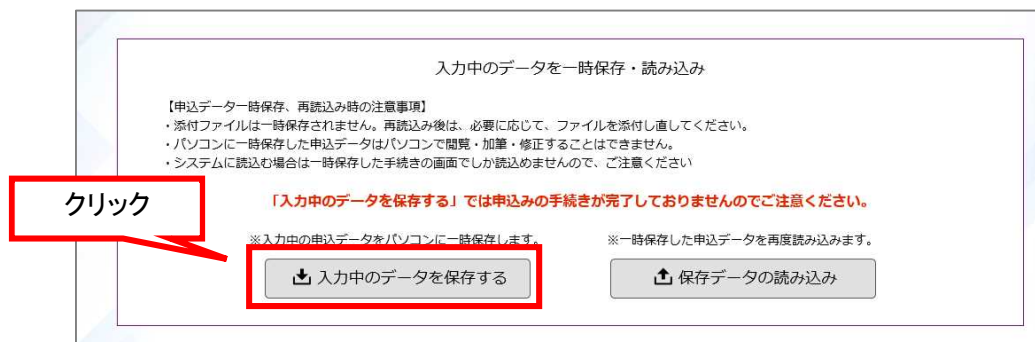 入力中のデータを一時保存・読み込み
【申込データ一時保存、再読込み時の注意事項】
・添付ファイルは一時保存されません。再読込み後は、必要に応じて、ファイルを添付し直してください。
・パソコンに一時保存した申込データはパソコンで閲覧・加筆・修正することはできません。
・システムに読込む場合は一時保存した手続きの画面でしか読込めませんので、ご注意ください
クリック
「入力中のデータを保存する」では申込みの手続きが完了しておりませんのでご注意ください。
※入力中の申込データをパソコンに一時保存します。
※一時保存した申込データを再度読み込みます。
入力中のデータを保存する
保存データの読み込み